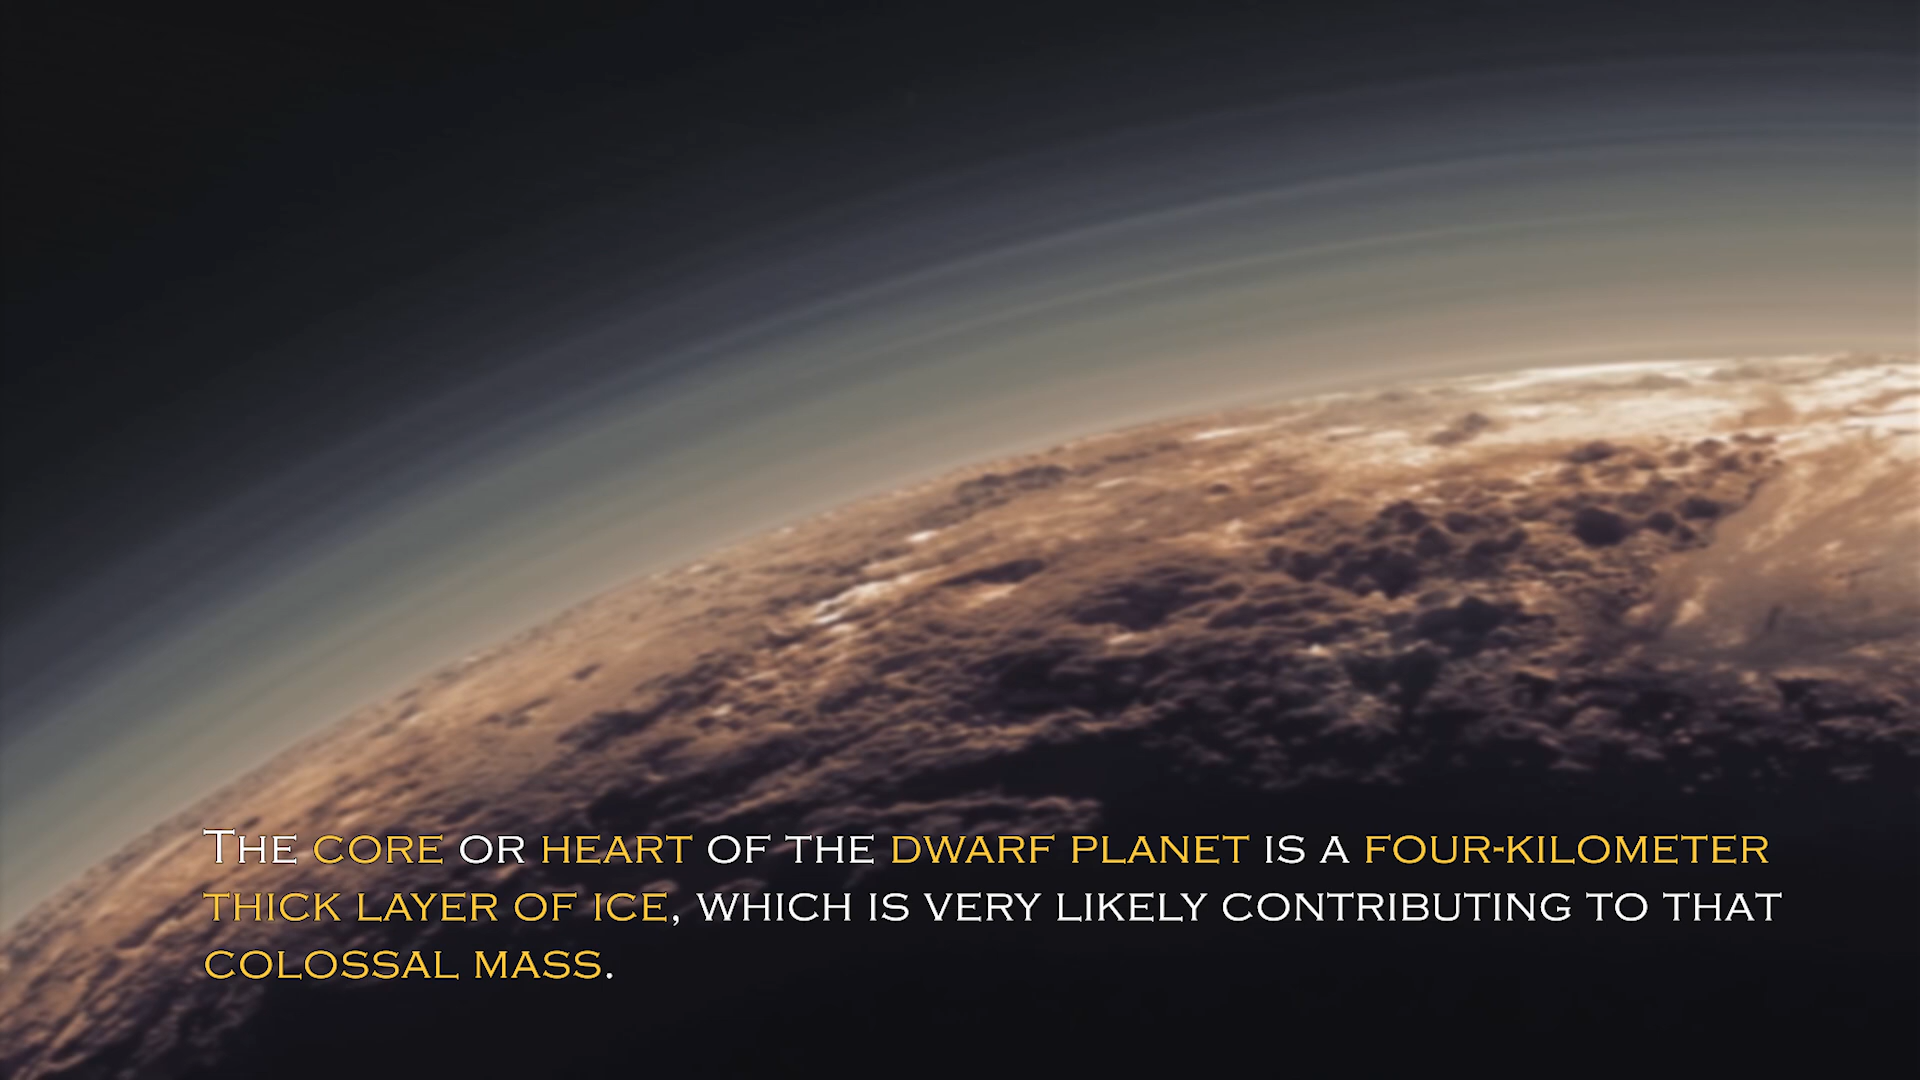 The core or heart of the dwarf planet is a four-kilometer
thick layer of ice, which is very likely contributing to that
colossal mass.